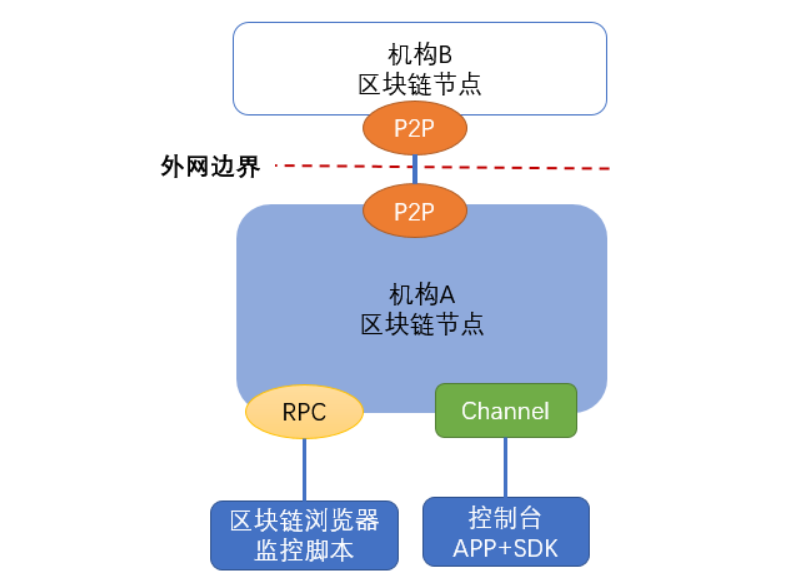 机构B
区块链节点
P2P
外网边界
P2P
机构A
区块链节点
RPC
Channel
区块链浏览器
监控脚本
控制台
APP+SDK